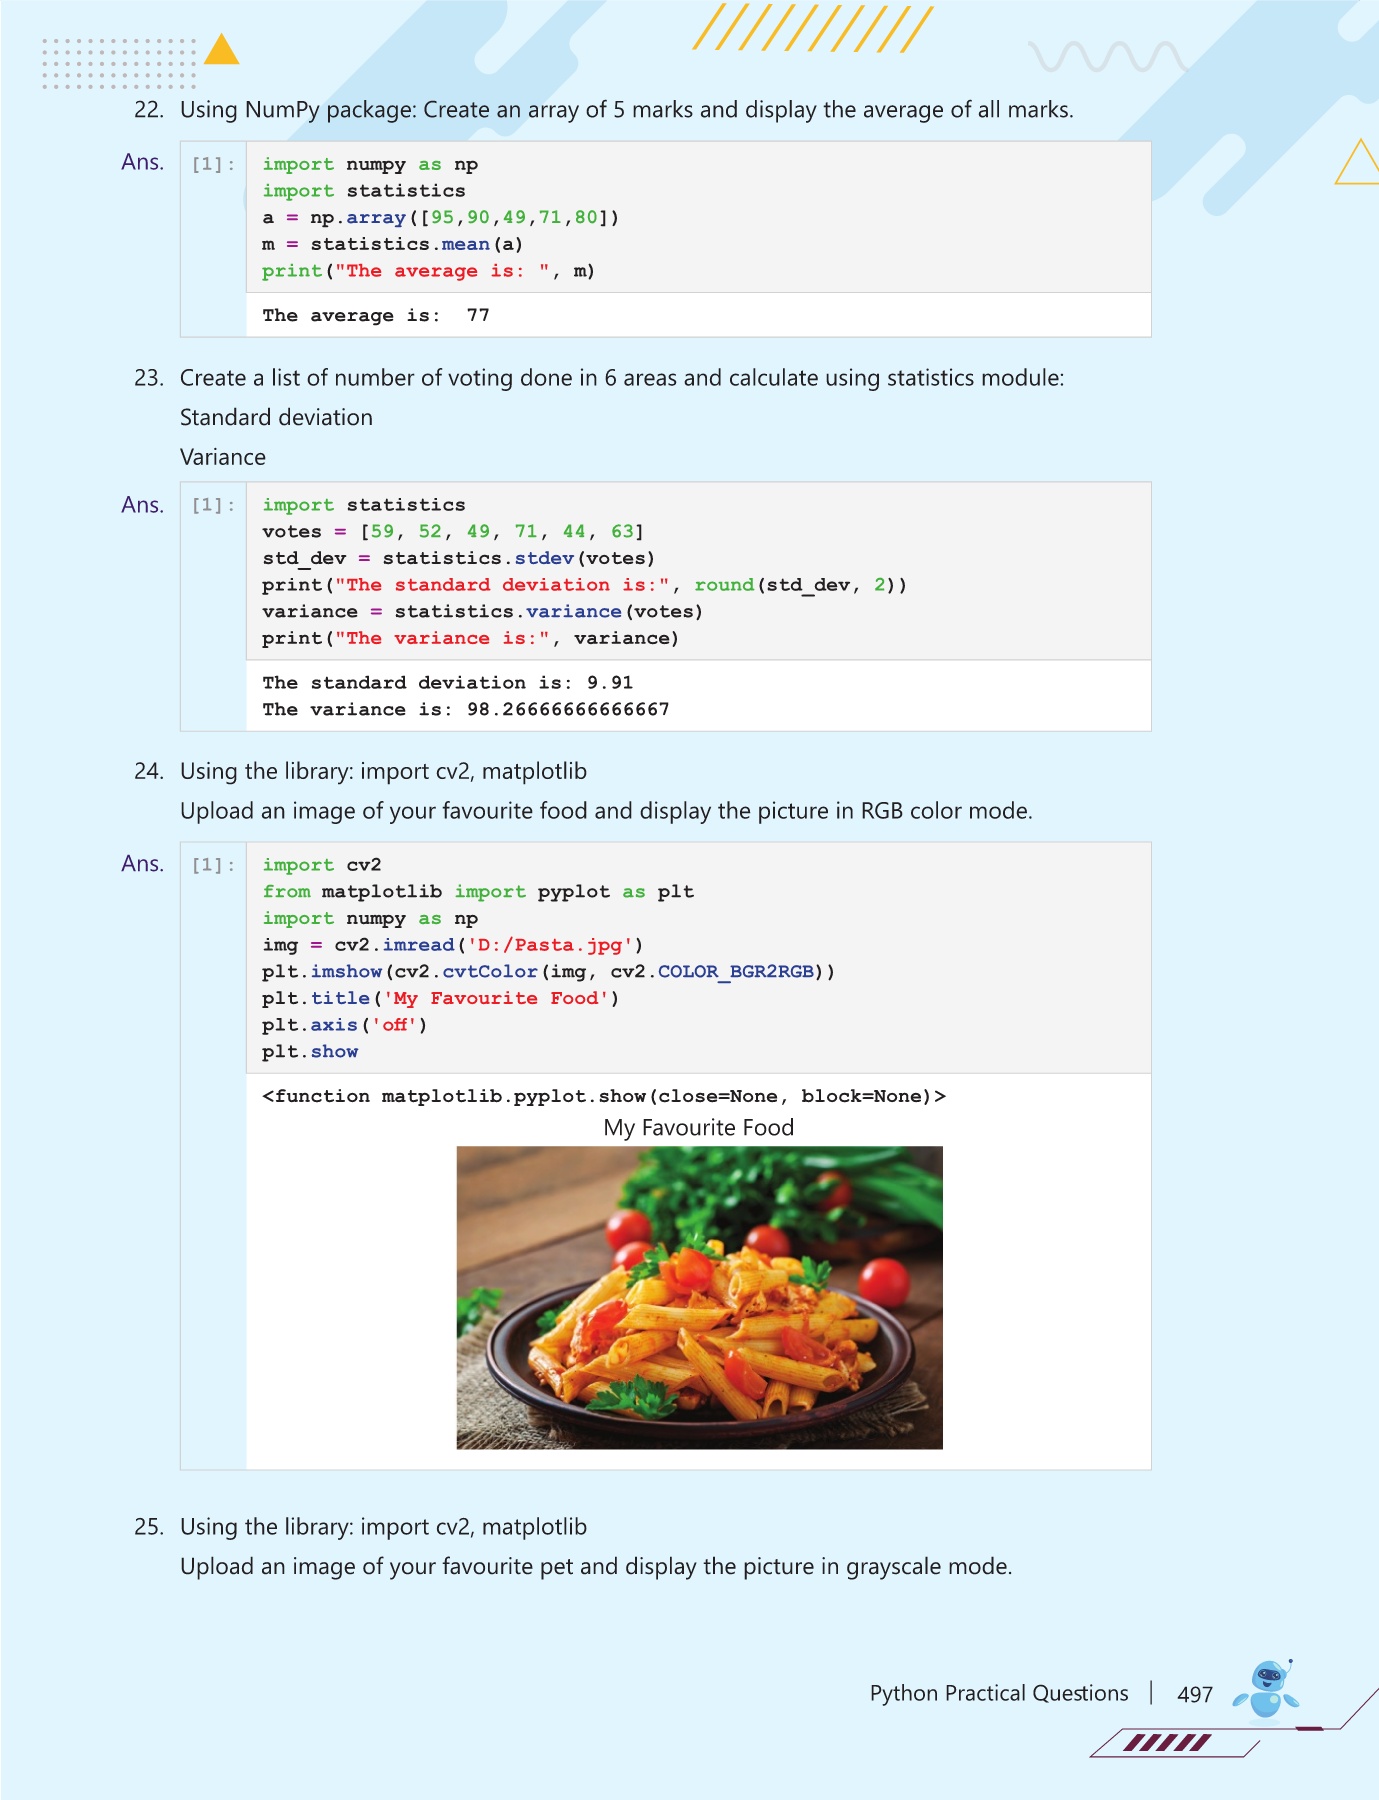 22. Using NumPy package: Create an array of 5 marks and display the average of all marks.
Ans. [1]: import numpy as np
import statistics
a = np.array([95,90,49,71,80])
m = statistics.mean(a)
print("The average is: ", m)
The average is:  77
23. Create a list of number of voting done in 6 areas and calculate using statistics module:
Standard deviation
Variance
Ans. [1]: import statistics
votes = [59, 52, 49, 71, 44, 63]
std_dev = statistics.stdev(votes)
print("The standard deviation is:", round(std_dev, 2))
variance = statistics.variance(votes)
print("The variance is:", variance)
The standard deviation is: 9.91
The variance is: 98.26666666666667
24. Using the library: import cv2, matplotlib
Upload an image of your favourite food and display the picture in RGB color mode.
Ans. [1]: import cv2
from matplotlib import pyplot as plt
import numpy as np
img = cv2.imread('D:/Pasta.jpg')
plt.imshow(cv2.cvtColor(img, cv2.COLOR_BGR2RGB))
plt.title('My Favourite Food')
plt.axis('off')
plt.show
<function matplotlib.pyplot.show(close=None, block=None)>
My Favourite Food
25. Using the library: import cv2, matplotlib
Upload an image of your favourite pet and display the picture in grayscale mode.
Python Practical Questions | 497